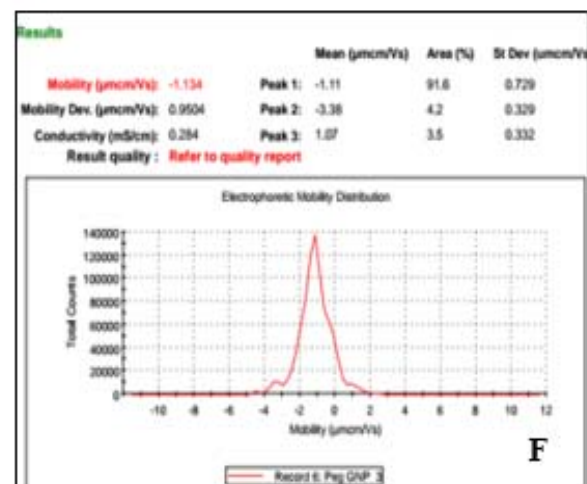 Results
Mean (µmcm/Vs) Area (%) St Dev (umcm/Vs
Mobility (µmcm/Vs): -1.134 Peak 1: -1.11 91.6 0.729
Mobility Dev. (µmcm/Vs): 0.9504 Peak 2: -3.38 4.2 0.329
Conductivity (mS/cm): 0.284 Peak 3: 1.07 3.5 0.332
Result quality : Refer to quality report
Electrophoretic Mobility Distribution
140000
120000
100000
80000
60000
40000
20000
0
Total Counts
-10 -8 -6 -4 -2 0 2 4 6 8 10 12
Mobility (µmcm/Vs)
F
Record 6: Peg GNP 3